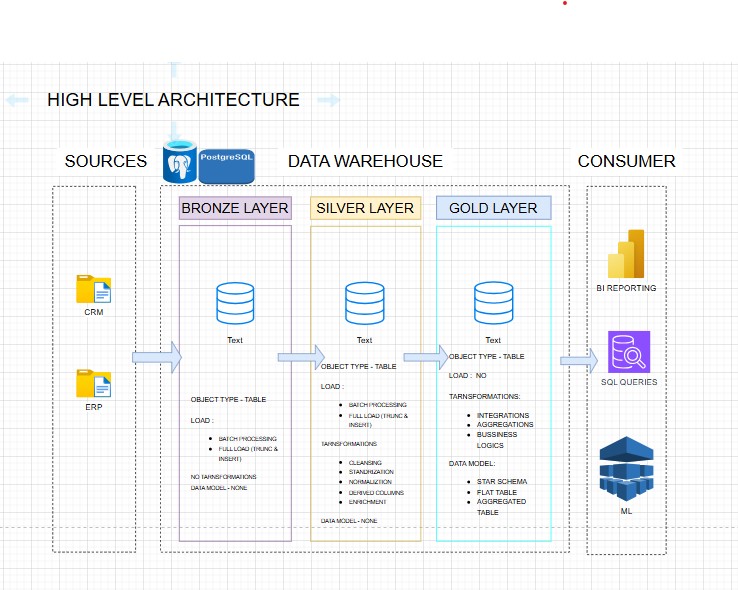 HIGH LEVEL ARCHITECTURE
SOURCES
PostgreSQL
DATA WAREHOUSE
CONSUMER
BRONZE LAYER
SILVER LAYER
GOLD LAYER
CRM
ERP
Text
OBJECT TYPE - TABLE
LOAD :
BATCH PROCESSING
FULL LOAD (TRUNC &
INSERT)
NO TARNSFORMATIONS
DATA MODEL - NONE
Text
OBJECT TYPE - TABLE
LOAD :
BATCH PROCESSING
FULL LOAD (TRUNC &
INSERT)
TARNSFORMATIONS
CLEANSING
STANDRIZATION
NORMALIZTION
DERIVED COLUMNS
ENRICHMENT
DATA MODEL - NONE
Text
OBJECT TYPE - TABLE
LOAD : NO
TARNSFORMATIONS:
INTEGRATIONS
AGGREGATIONS
BUSSINESS
LOGICS
DATA MODEL:
STAR SCHEMA
FLAT TABLE
AGGREGATED
TABLE
BI REPORTING
SQL QUERIES
ML